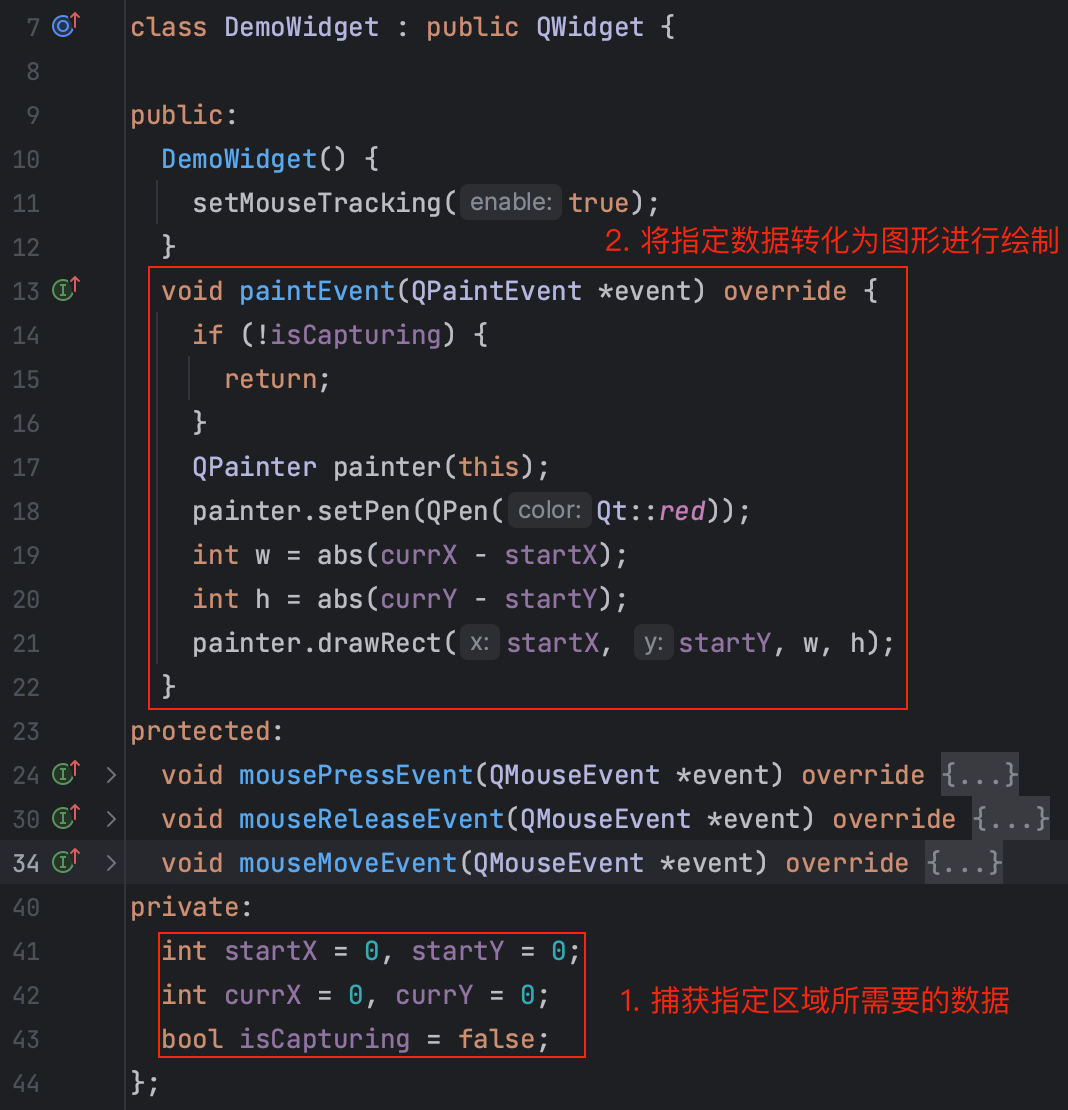 7 class DemoWidget : public QWidget {
8
9 public:
10 DemoWidget() {
11 setMouseTracking( enable: true);
12 }
2. 将指定数据转化为图形进行绘制
13 void paintEvent(QPaintEvent *event) override {
14 if (!isCapturing) {
15 return;
16 }
17 QPainter painter(this);
18 painter.setPen(QPen( color: Qt::red));
19 int w = abs(currX - startX);
20 int h = abs(currY - startY);
21 painter.drawRect( x: startX, y: startY, w, h);
22 }
23 protected:
24 void mousePressEvent(QMouseEvent *event) override {...}
30 void mouseReleaseEvent(QMouseEvent *event) override {...}
34 void mouseMoveEvent(QMouseEvent *event) override {...}
40 private:
41 int startX = 0, startY = 0;
42 int currX = 0, currY = 0;
1. 捕获指定区域所需要的数据
43 bool isCapturing = false;
44 };